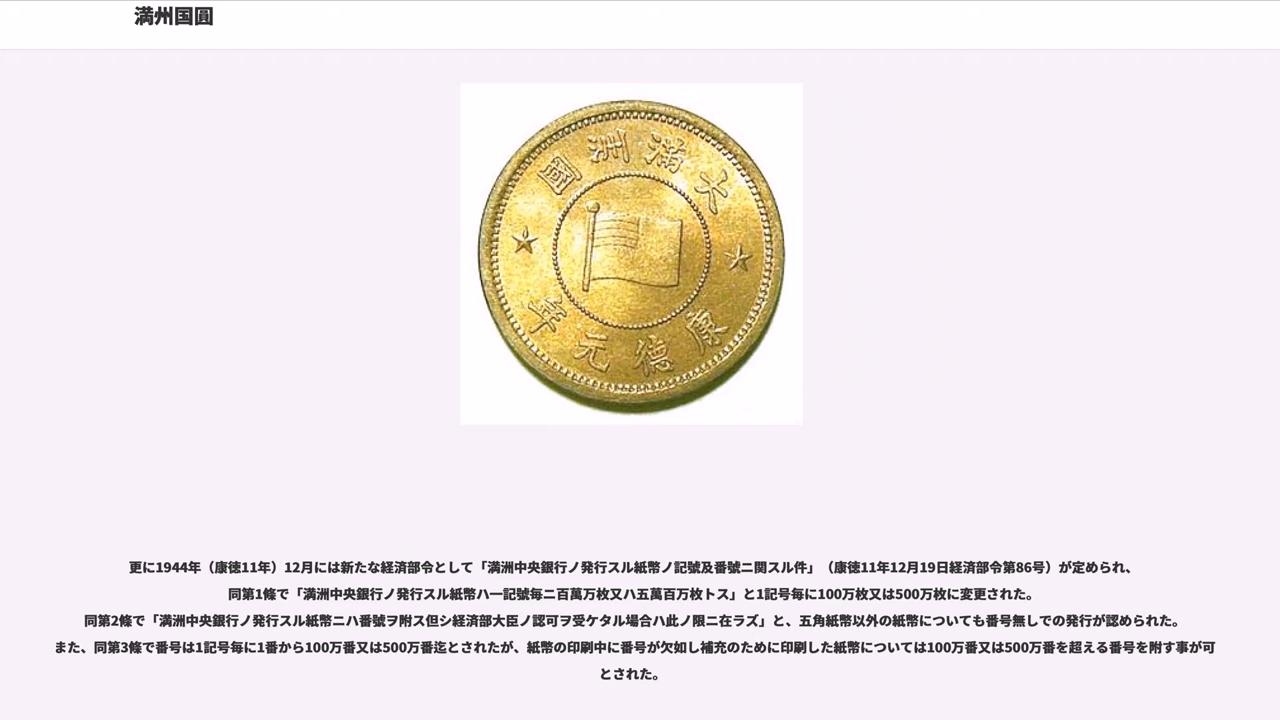 満州国圓
大滿洲國
康德元年
更に1944年（康徳11年）12月には新たな経済部令として「満洲中央銀行ノ発行スル紙幣ノ記號及番號ニ関スル件」（康徳11年12月19日経済部令第86号）が定められ、
同第1條で「満洲中央銀行ノ発行スル紙幣ハ一記號毎ニ百萬万枚又ハ五萬百万枚トス」と1記号毎に100万枚又は500万枚に変更された。
同第2條で「満洲中央銀行ノ発行スル紙幣ニハ番號ヲ附ス但シ経済部大臣ノ認可ヲ受ケタル場合ハ此ノ限ニ在ラズ」と、五角紙幣以外の紙幣についても番号無しでの発行が認められた。
また、同第3條で番号は1記号毎に1番から100万番又は500万番迄とされたが、紙幣の印刷中に番号が欠如し補充のために印刷した紙幣については100万番又は500万番を超える番号を附す事が可
とされた。